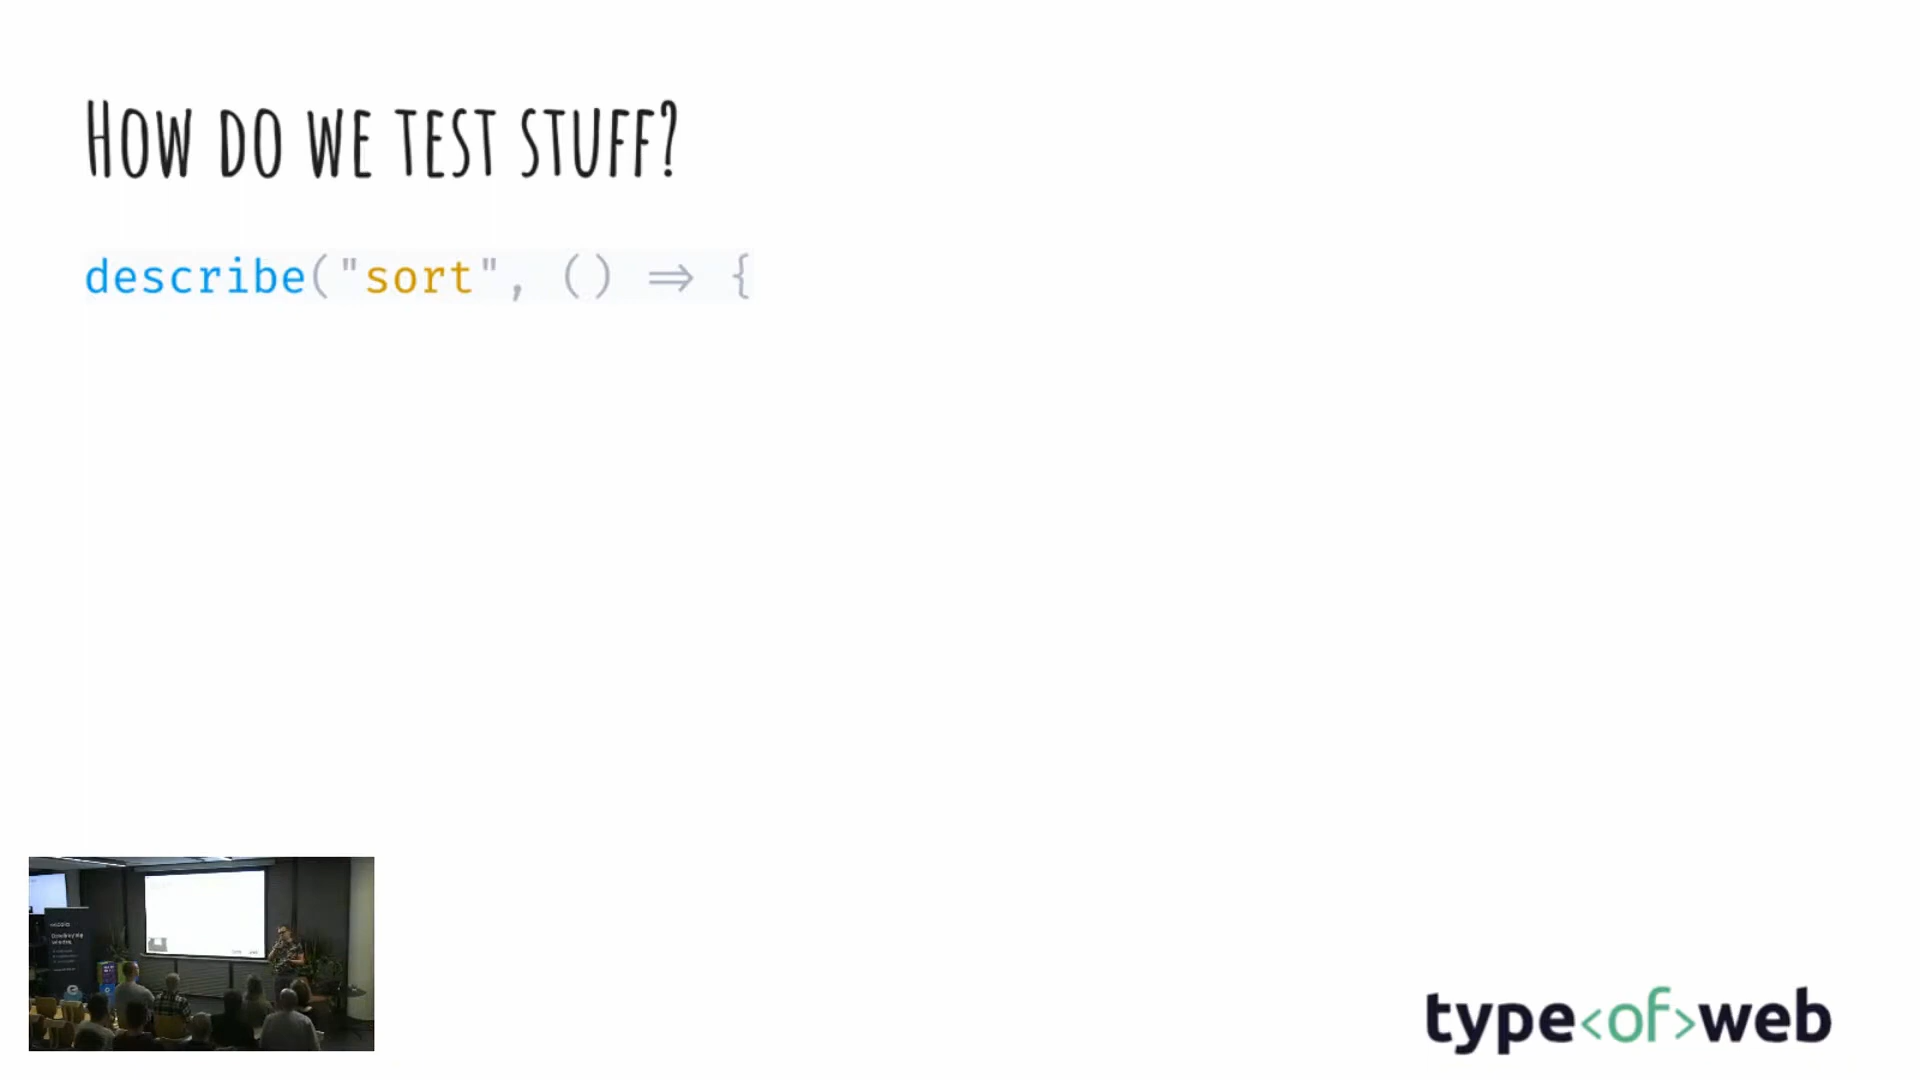 How do we test stuff?
describe("sort", () => {
type<of>web